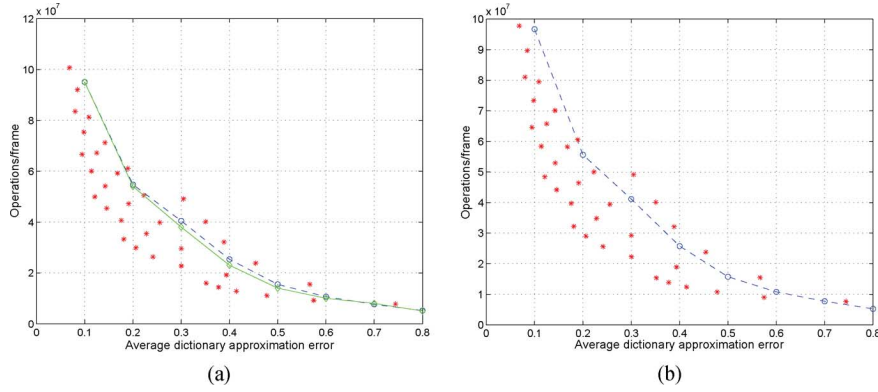 x 10^7
12
10
8
6
4
2
0
Operations/frame
0 0.1 0.2 0.3 0.4 0.5 0.6 0.7 0.8
Average dictionary approximation error
(a)
x 10^7
10
9
8
7
6
5
4
3
2
1
0
Operations/frame
0 0.1 0.2 0.3 0.4 0.5 0.6 0.7 0.8
Average dictionary approximation error
(b)